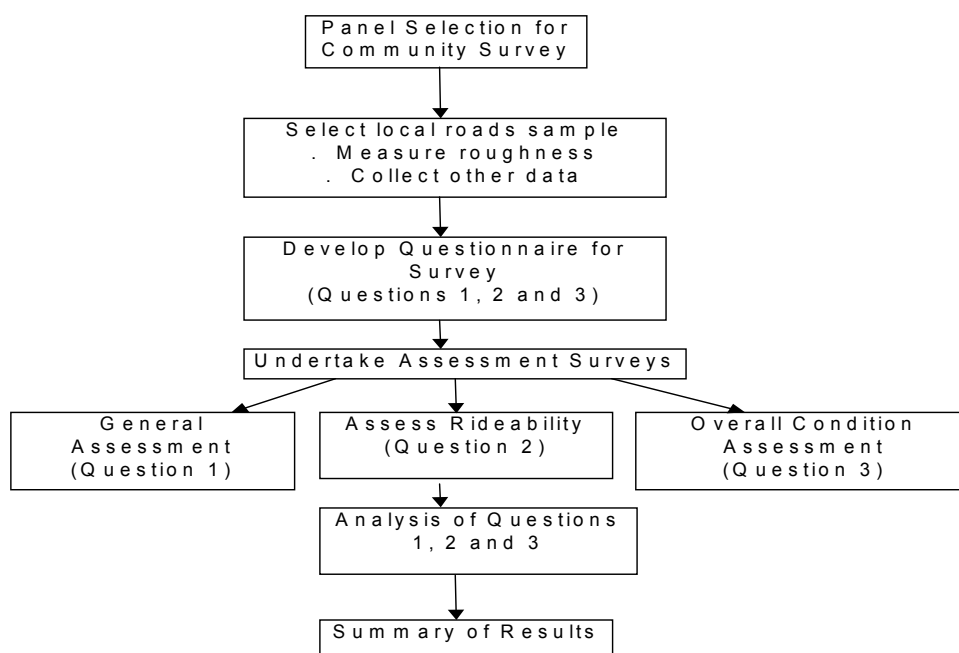 Panel Selection for
Community Survey
Select local roads sample
. Measure roughness
. Collect other data
Develop Questionnaire for
Survey
(Questions 1, 2 and 3)
Undertake Assessment Surveys
General
Assessment
(Question 1)
Assess Rideability
(Question 2)
Overall Condition
Assessment
(Question 3)
Analysis of Questions
1, 2 and 3
Summary of Results